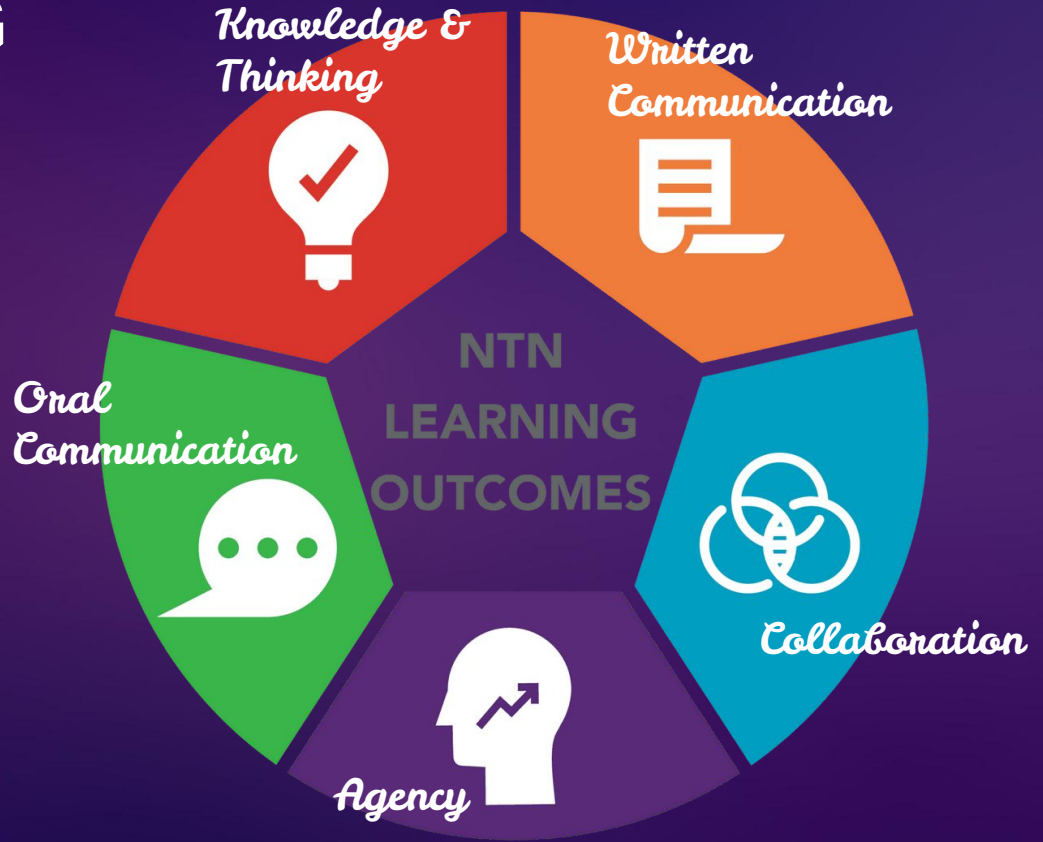 G
Knowledge &
Thinking
Written
Communication
Oral
Communication
NTN
LEARNING
OUTCOMES
Collaboration
Agency